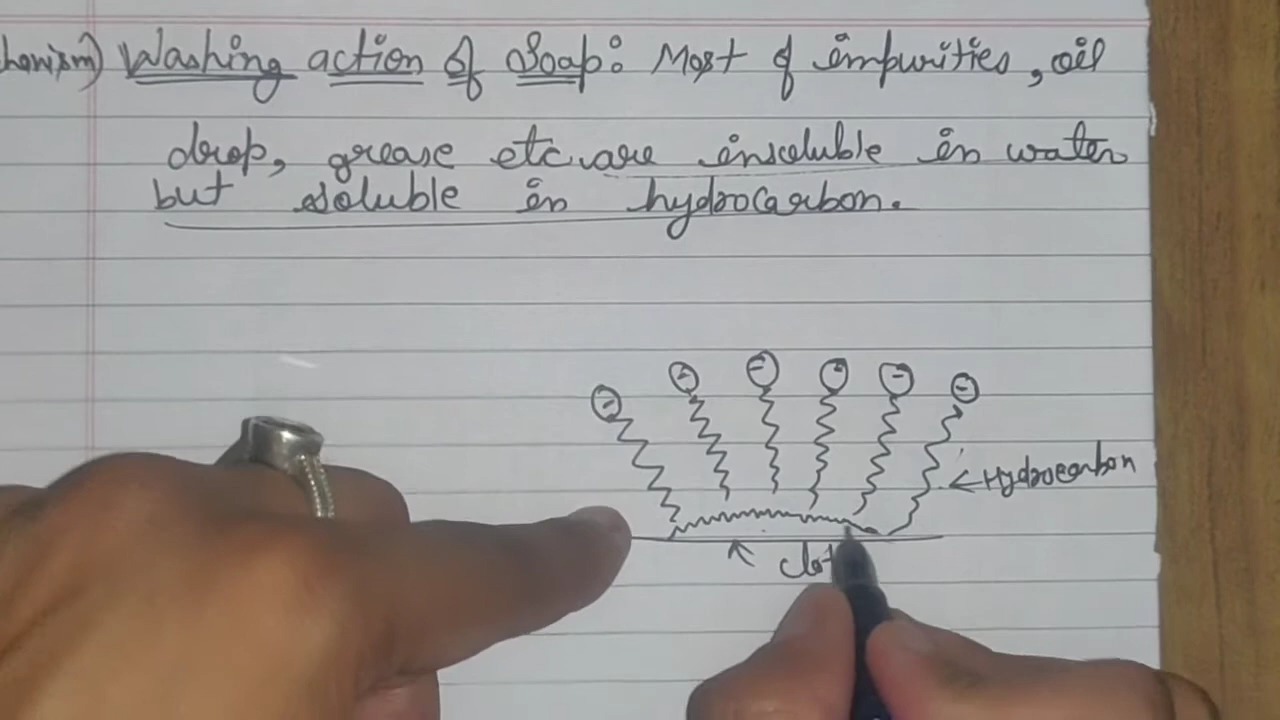 Washing action of Soap: Most of impurities, oil
drop, grease etc. are insoluble in water
but soluble in hydrocarbon.
← Hydrocarbon